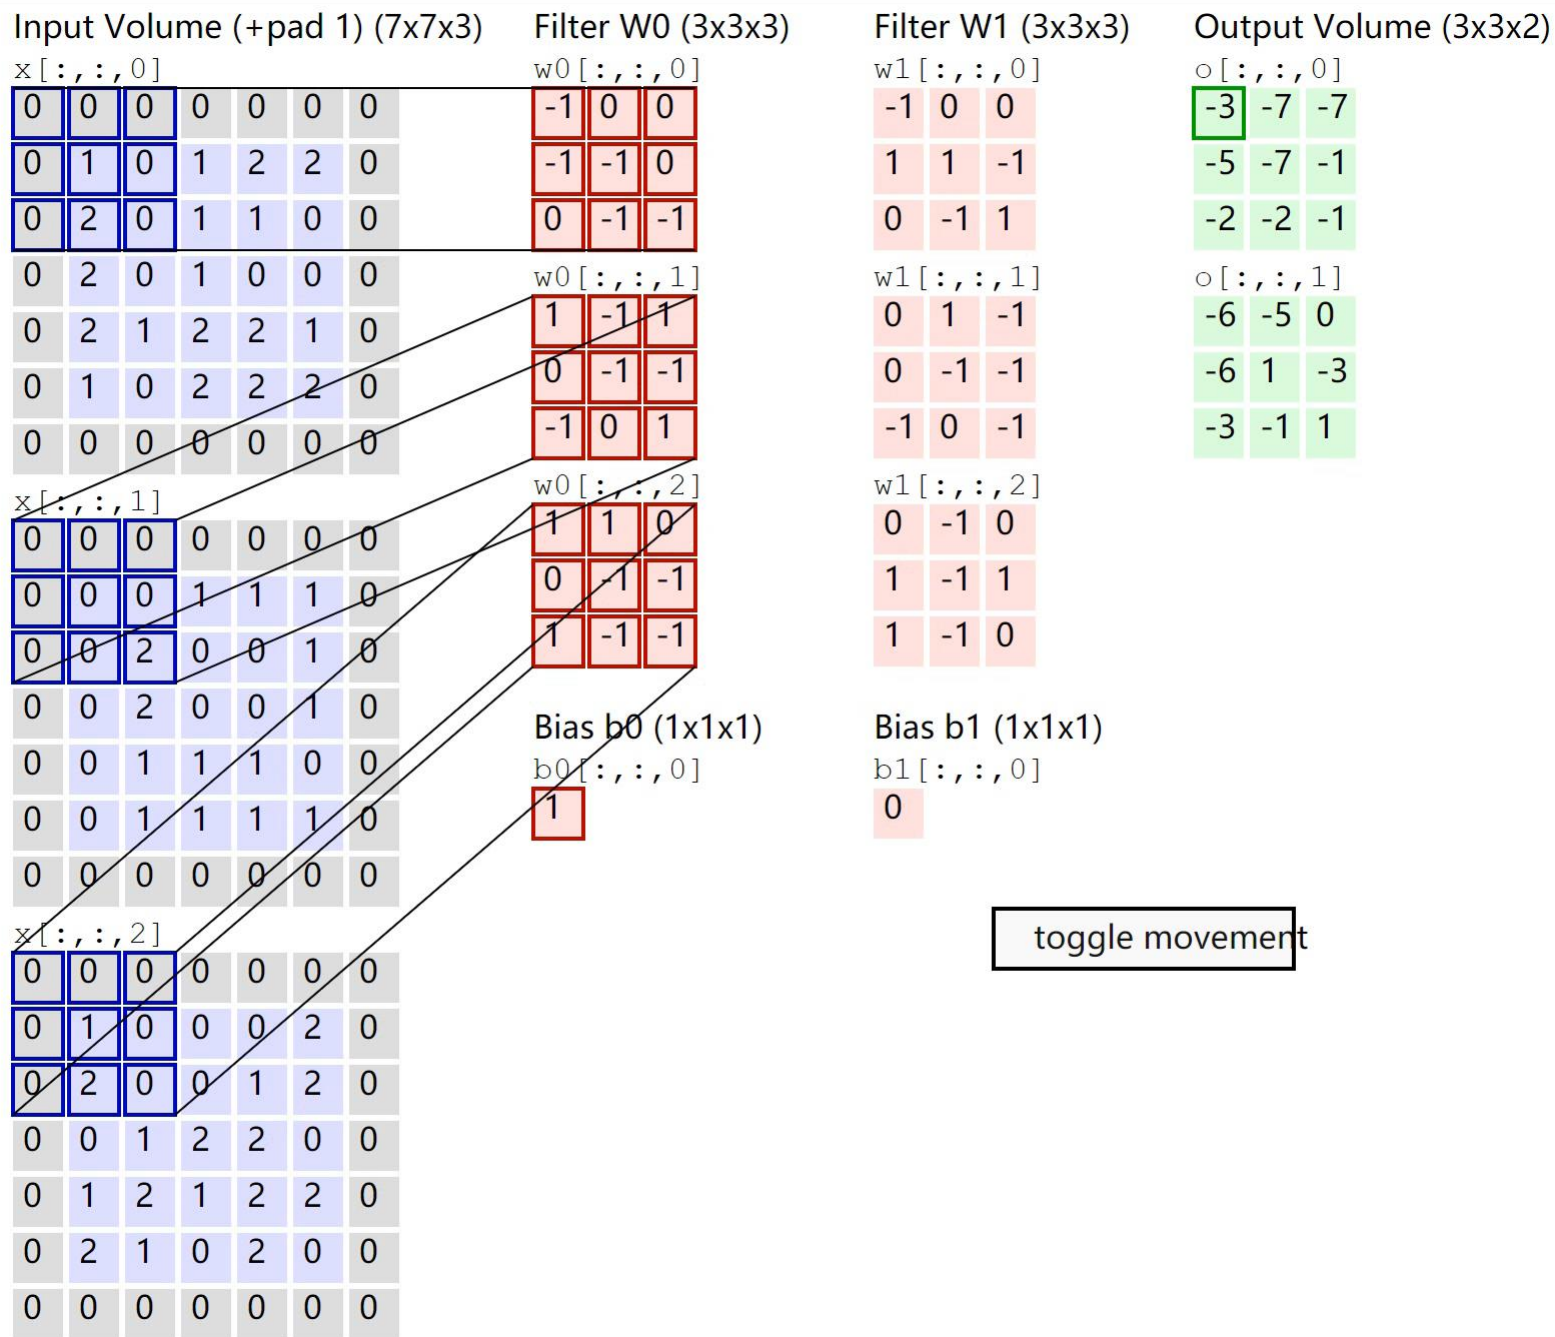 Input Volume (+pad 1) (7x7x3)
x[:,:,0]
0 0 0 0 0 0 0
0 1 0 1 2 2 0
0 2 0 1 1 0 0
0 2 0 1 0 0 0
0 2 1 2 2 1 0
0 1 0 2 2 2 0
0 0 0 0 0 0 0
x[:,:,1]
0 0 0 0 0 0 0
0 0 0 1 1 1 0
0 0 2 0 0 1 0
0 0 2 0 0 1 0
0 0 1 1 1 0 0
0 0 1 1 1 1 0
0 0 0 0 0 0 0
x[:,:,2]
0 0 0 0 0 0 0
0 1 0 0 0 2 0
0 2 0 0 1 2 0
0 0 1 2 2 0 0
0 1 2 1 2 2 0
0 2 1 0 2 0 0
0 0 0 0 0 0 0
Filter W0 (3x3x3)
w0[:,:,0]
-1 0 0
-1 -1 0
0 -1 -1
w0[:,:,1]
1 -1 1
0 -1 -1
-1 0 1
w0[:,:,2]
1 1 0
0 -1 -1
1 -1 -1
Bias b0 (1x1x1)
b0[:,:,0]
1
Filter W1 (3x3x3)
w1[:,:,0]
-1 0 0
1 1 -1
0 -1 1
w1[:,:,1]
0 1 -1
0 -1 -1
-1 0 -1
w1[:,:,2]
0 -1 0
1 -1 1
1 -1 0
Bias b1 (1x1x1)
b1[:,:,0]
0
Output Volume (3x3x2)
o[:,:,0]
-3 -7 -7
-5 -7 -1
-2 -2 -1
o[:,:,1]
-6 -5 0
-6 1 -3
-3 -1 1
toggle movement